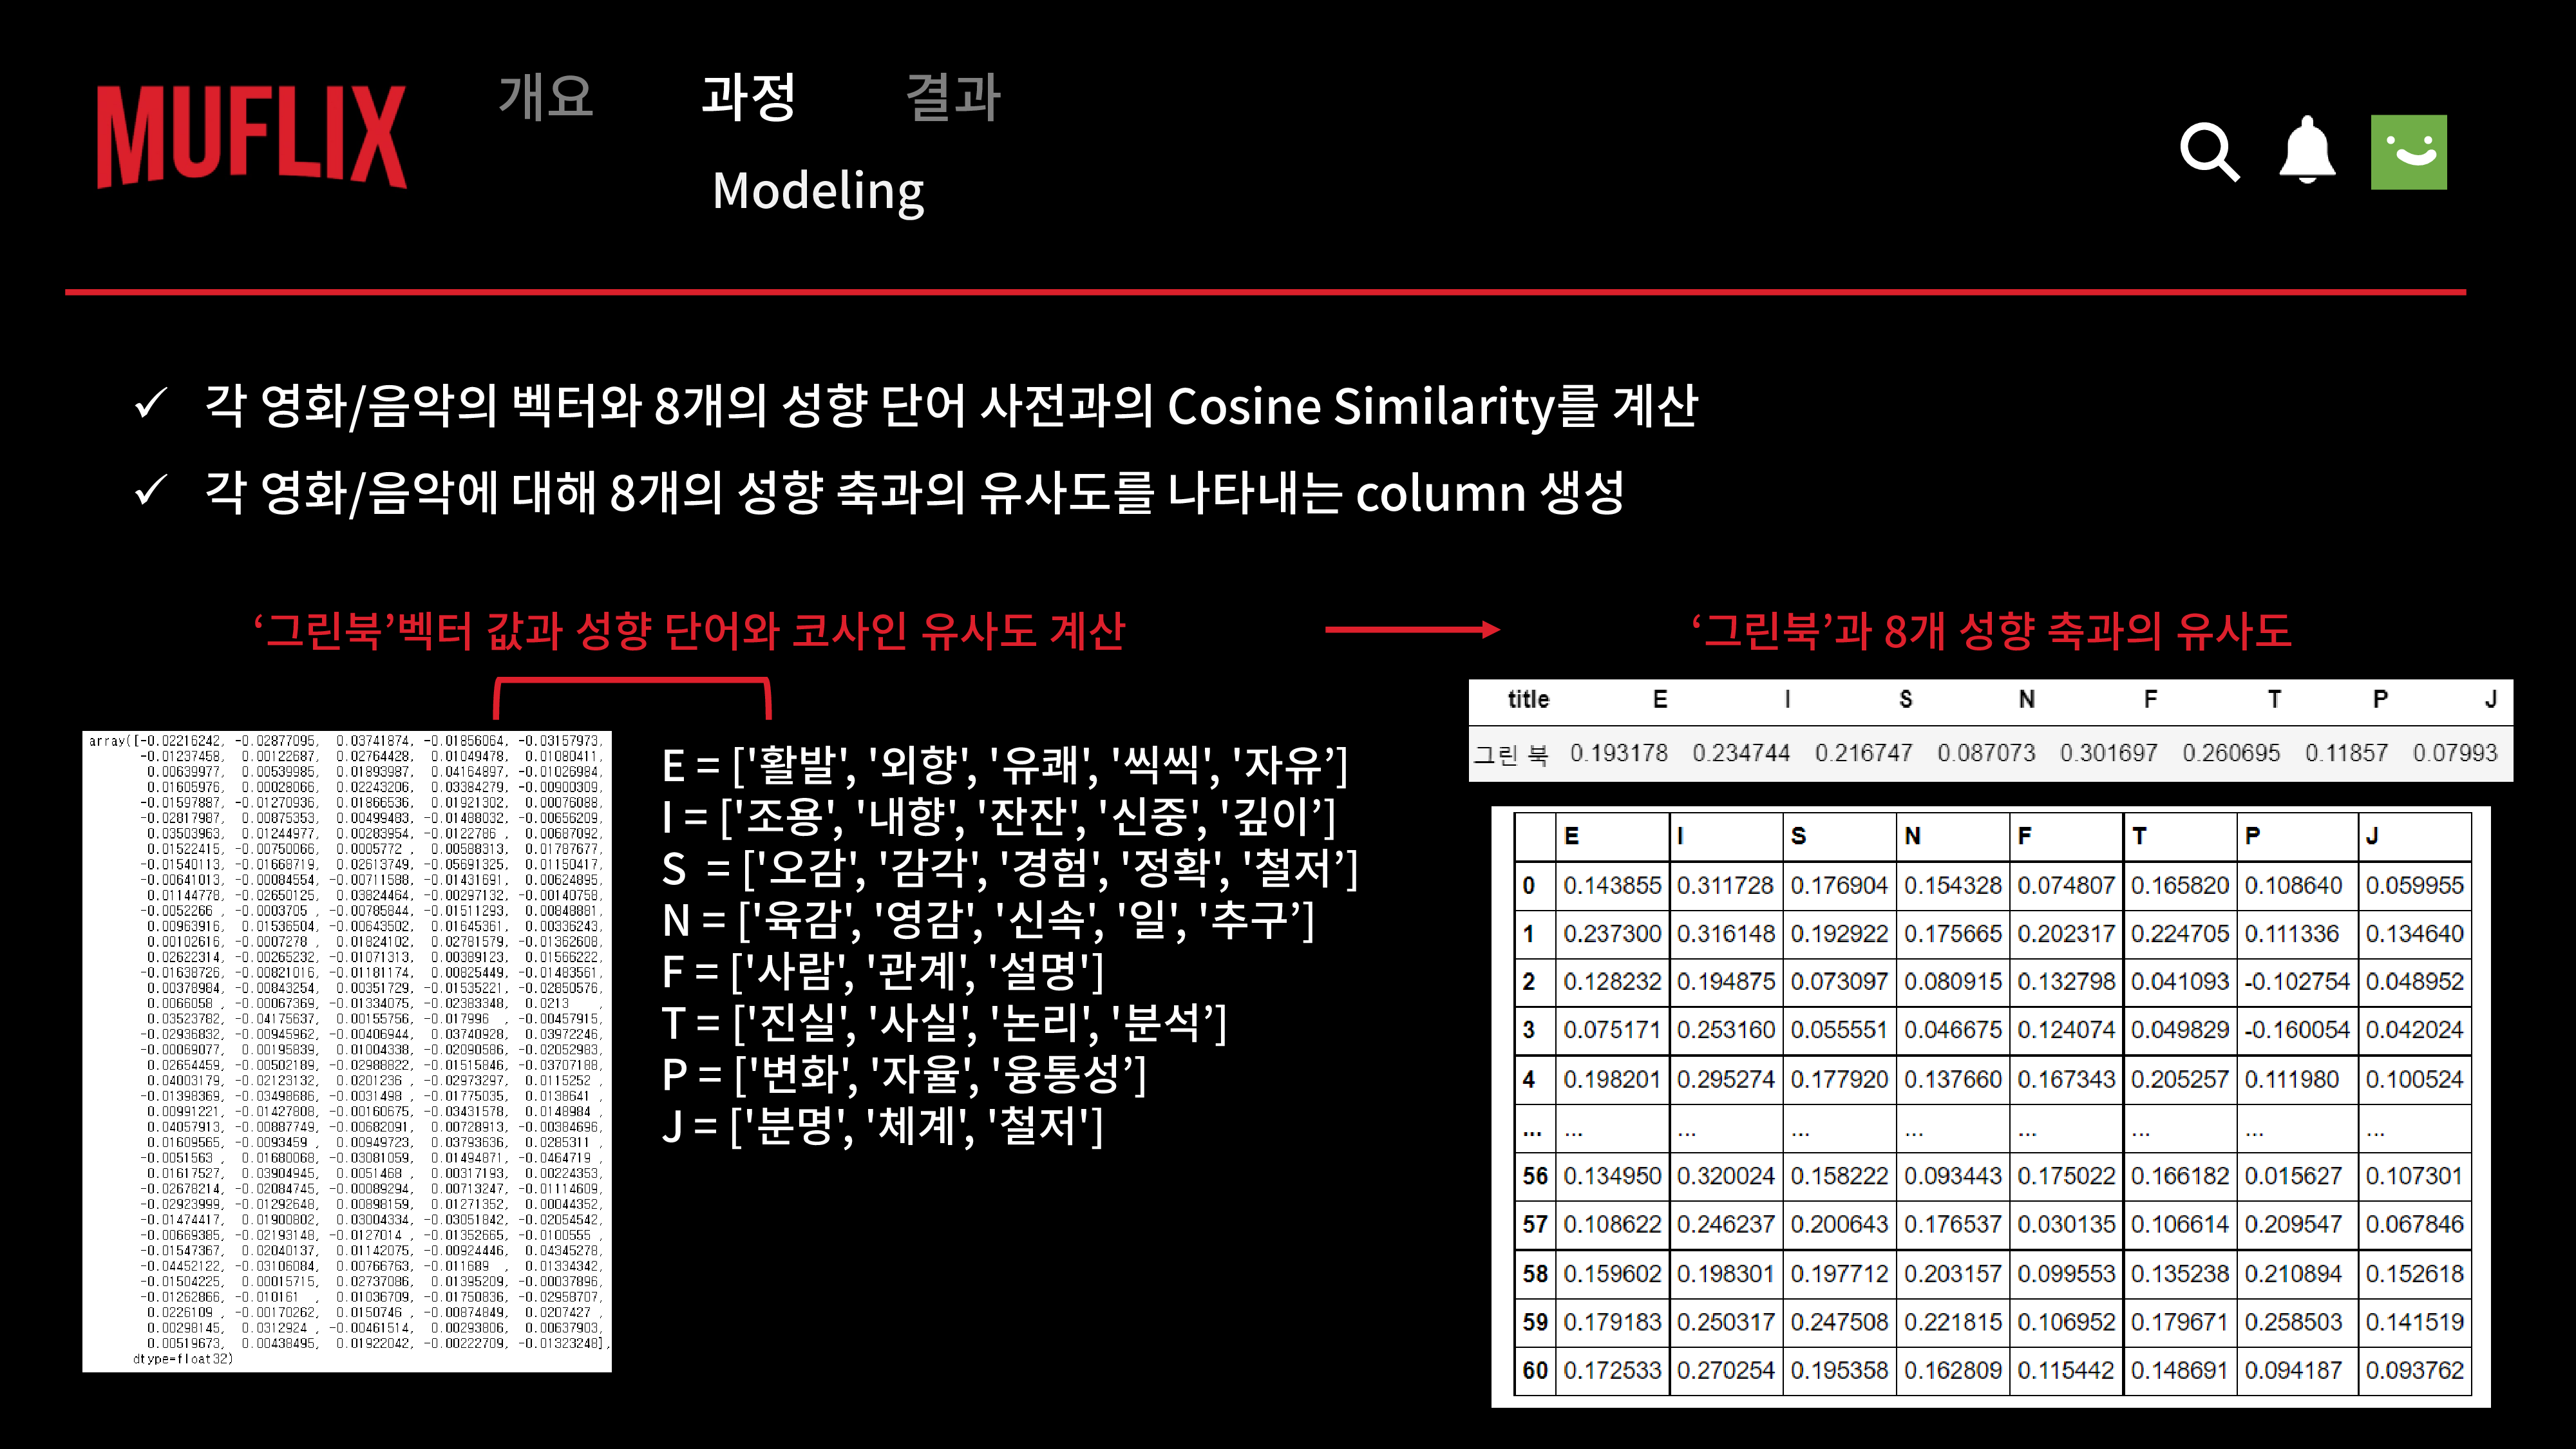 MUFLIX
개요 과정 결과
Modeling
✓ 각 영화/음악의 벡터와 8개의 성향 단어 사전과의 Cosine Similarity를 계산
✓ 각 영화/음악에 대해 8개의 성향 축과의 유사도를 나타내는 column 생성
‘그린북’벡터 값과 성향 단어와 코사인 유사도 계산
array([-0.02216242, -0.02877095, 0.03741874, -0.01856064, -0.03157973,
-0.01237458, 0.00122687, 0.02764428, 0.01049478, 0.01080411,
0.00639977, 0.00539985, 0.01893987, 0.04164897, -0.01026984,
0.01605976, 0.00028066, 0.02243206, 0.03384279, -0.00900309,
-0.01597887, -0.01270936, 0.01866536, 0.01921302, 0.00076088,
-0.02817987, 0.00875353, 0.00499483, -0.01488032, -0.00656209,
0.03503963, 0.01244977, 0.00283954, -0.0122786 , 0.00687092,
0.01522415, -0.00750066, 0.0005772 , 0.00588313, 0.01787677,
-0.01540113, -0.01668719, 0.02613749, -0.05691325, 0.01150417,
-0.00641013, -0.00084554, -0.00711588, -0.01431691, 0.00624895,
0.01144778, -0.02650125, 0.03824464, -0.00297132, -0.00140758,
-0.0052266 , -0.0003705 , -0.00785844, -0.01511293, 0.00848881,
0.00963916, 0.01536504, -0.00643502, 0.01645361, 0.00336243,
0.00102616, -0.0007278 , 0.01824102, 0.02781579, -0.01362608,
0.02622314, -0.00265232, -0.01071313, 0.00389123, 0.01566222,
-0.01638726, -0.00821016, -0.01181174, 0.00825449, -0.01483561,
0.00378984, -0.00843254, 0.00351729, -0.01535221, -0.02850576,
0.0066058 , -0.00067369, -0.01334075, -0.02383348, 0.0213 ,
0.03523782, -0.04175637, 0.00155756, -0.017996 , -0.00457915,
-0.02936832, -0.00945962, -0.00406944, 0.03740928, 0.03972246,
-0.00069077, 0.00195839, 0.01004338, -0.02090586, -0.02052983,
0.02654459, -0.00502189, -0.02988822, -0.01515846, -0.03707188,
0.04003179, -0.02123132, 0.0201236 , -0.02973297, 0.0115252 ,
-0.01398369, -0.03498686, -0.0031498 , -0.01775035, 0.0138641 ,
0.00991221, -0.01427808, -0.00160675, -0.03431578, 0.0148984 ,
0.04057913, -0.00887749, -0.00682091, 0.00728913, -0.00384696,
0.01609565, -0.0093459 , 0.00949723, 0.03793636, 0.0285311 ,
-0.0051563 , 0.01680068, -0.03081059, 0.01494871, -0.0464719 ,
0.01617527, 0.03904945, 0.0051468 , 0.00317193, 0.00224353,
-0.02678214, -0.02084745, -0.00089294, 0.00713247, -0.01114609,
-0.02923999, -0.01292648, 0.00898159, 0.01271352, 0.00044352,
-0.01474417, 0.01900802, 0.03004334, -0.03051842, -0.02054542,
-0.00669385, -0.02193148, -0.0127014 , -0.01352665, -0.0100555 ,
-0.01547367, 0.02040137, 0.01142075, -0.00924446, 0.04345278,
-0.04452122, -0.03106084, 0.00766763, -0.011689 , 0.01334342,
-0.01504225, 0.00015715, 0.02737086, 0.01395209, -0.00037896,
-0.01262866, -0.010161 , 0.01036709, -0.01750836, -0.02958707,
0.0226109 , -0.00170262, 0.0150746 , -0.00874849, 0.0207427 ,
0.00298145, 0.0312924 , -0.00461514, 0.00293806, 0.00637903,
0.00519673, 0.00438495, 0.01922042, -0.00222709, -0.01323248],
dtype=float32)
E = ['활발', '외향', '유쾌', '씩씩', '자유’]
I = ['조용', '내향', '잔잔', '신중', '깊이’]
S = ['오감', '감각', '경험', '정확', '철저’]
N = ['육감', '영감', '신속', '일', '추구’]
F = ['사람', '관계', '설명']
T = ['진실', '사실', '논리', '분석’]
P = ['변화', '자율', '융통성’]
J = ['분명', '체계', '철저']
‘그린북’과 8개 성향 축과의 유사도
title E I S N F T P J
그린 북 0.193178 0.234744 0.216747 0.087073 0.301697 0.260695 0.11857 0.07993
E I S N F T P J
0 0.143855 0.311728 0.176904 0.154328 0.074807 0.165820 0.108640 0.059955
1 0.237300 0.316148 0.192922 0.175665 0.202317 0.224705 0.111336 0.134640
2 0.128232 0.194875 0.073097 0.080915 0.132798 0.041093 -0.102754 0.048952
3 0.075171 0.253160 0.055551 0.046675 0.124074 0.049829 -0.160054 0.042024
4 0.198201 0.295274 0.177920 0.137660 0.167343 0.205257 0.111980 0.100524
... ... ... ... ... ... ... ... ...
56 0.134950 0.320024 0.158222 0.093443 0.175022 0.166182 0.015627 0.107301
57 0.108622 0.246237 0.200643 0.176537 0.030135 0.106614 0.209547 0.067846
58 0.159602 0.198301 0.197712 0.203157 0.099553 0.135238 0.210894 0.152618
59 0.179183 0.250317 0.247508 0.221815 0.106952 0.179671 0.258503 0.141519
60 0.172533 0.270254 0.195358 0.162809 0.115442 0.148691 0.094187 0.093762